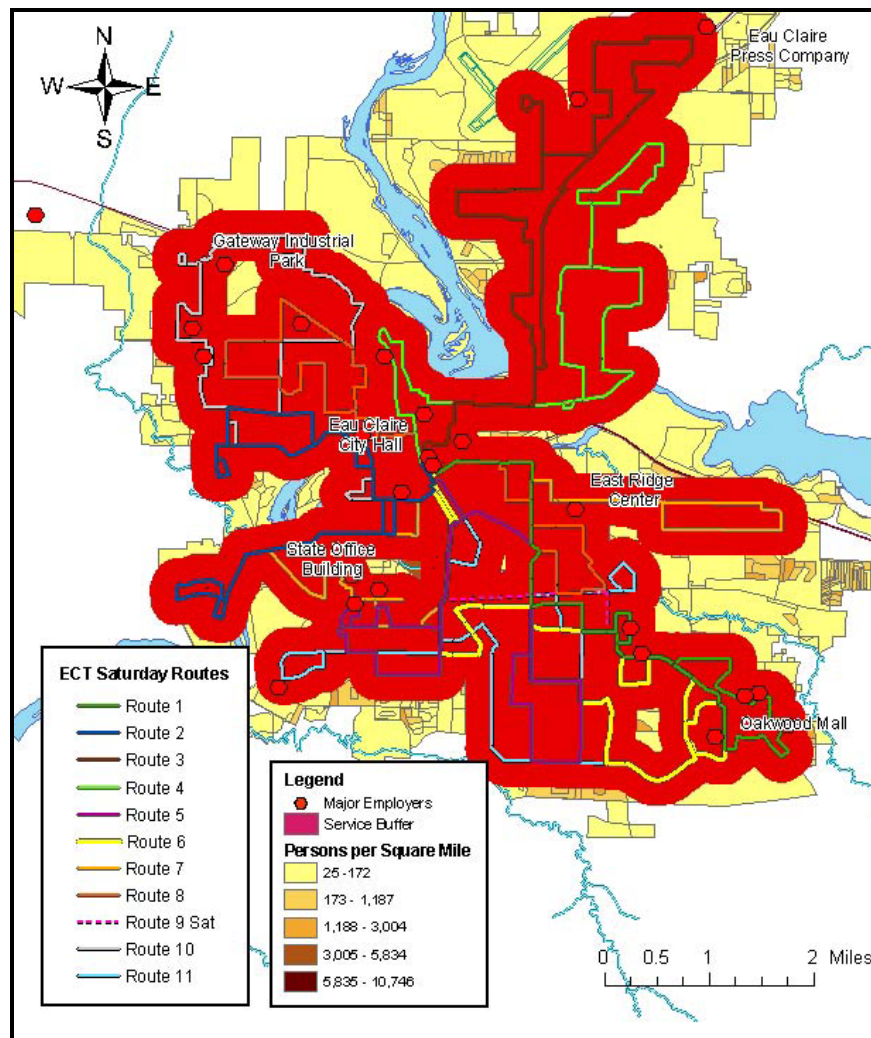 N
W E
S
Eau Claire
Press Company
Gateway Industrial
Park
Eau Claire
City Hall
East Ridge
Center
State Office
Building
Oakwood Mall
ECT Saturday Routes
Route 1
Route 2
Route 3
Route 4
Route 5
Route 6
Route 7
Route 8
Route 9 Sat
Route 10
Route 11
Legend
Major Employers
Service Buffer
Persons per Square Mile
25 - 172
173 - 1,187
1,188 - 3,004
3,005 - 5,834
5,835 - 10,746
0 0.5 1 2 Miles